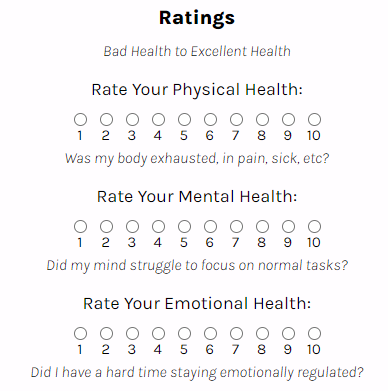 Ratings
Bad Health to Excellent Health
Rate Your Physical Health:
1 2 3 4 5 6 7 8 9 10
Was my body exhausted, in pain, sick, etc?
Rate Your Mental Health:
1 2 3 4 5 6 7 8 9 10
Did my mind struggle to focus on normal tasks?
Rate Your Emotional Health:
1 2 3 4 5 6 7 8 9 10
Did I have a hard time staying emotionally regulated?